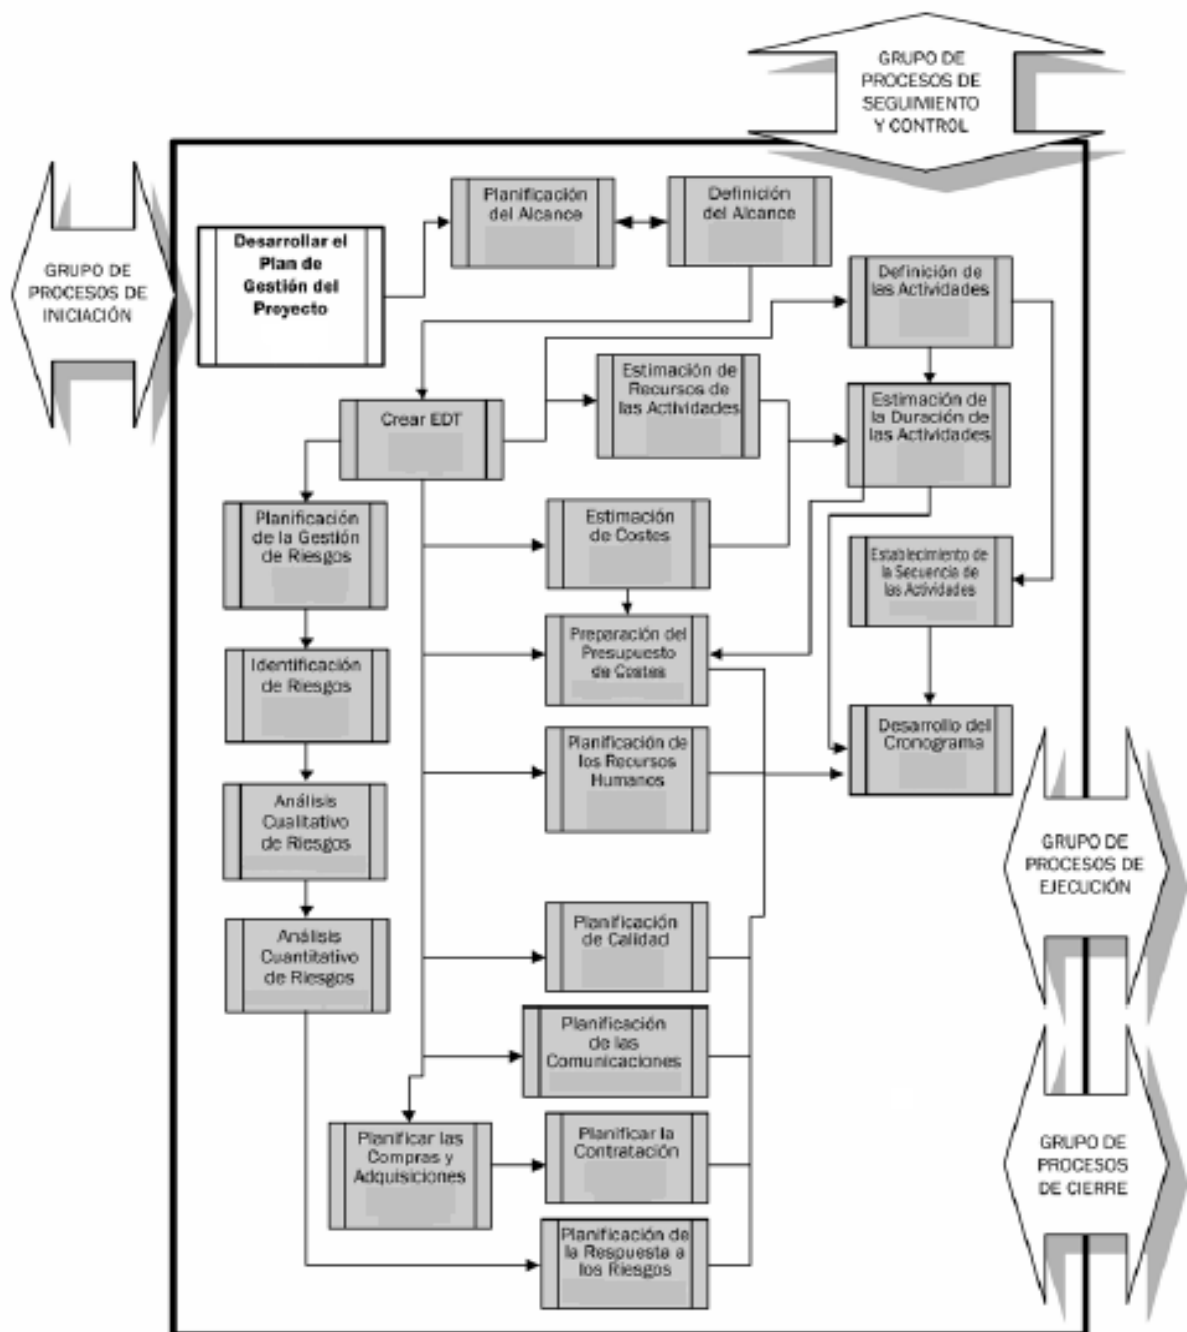 GRUPO DE
PROCESOS DE
SEGUIMIENTO
Y CONTROL
GRUPO DE
PROCESOS DE
INICIACIÓN
Desarrollar el
Plan de
Gestión del
Proyecto
Planificación
del Alcance
Definición
del Alcance
Definición de
las Actividades
Estimación de
Recursos de
las Actividades
Estimación de
la Duración de
las Actividades
Crear EDT
Planificación
de la Gestión
de Riesgos
Estimación
de Costes
Establecimiento de
la Secuencia de
las Actividades
Preparación del
Presupuesto
de Costes
Identificación
de Riesgos
Planificación de
los Recursos
Humanos
Desarrollo del
Cronograma
Análisis
Cualitativo
de Riesgos
GRUPO DE
PROCESOS DE
EJECUCIÓN
Análisis
Cuantitativo
de Riesgos
Planificación
de Calidad
Planificación
de las
Comunicaciones
Planificar las
Compras y
Adquisiciones
Planificar la
Contratación
GRUPO DE
PROCESOS
DE CIERRE
Planificación de
la Respuesta a
los Riesgos